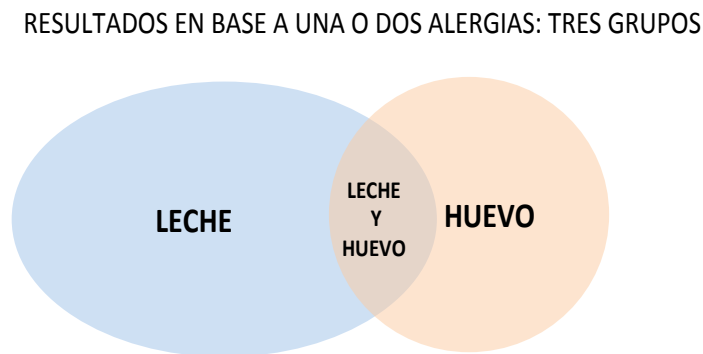 RESULTADOS EN BASE A UNA O DOS ALERGIAS: TRES GRUPOS
LECHE
LECHE
Y
HUEVO
HUEVO